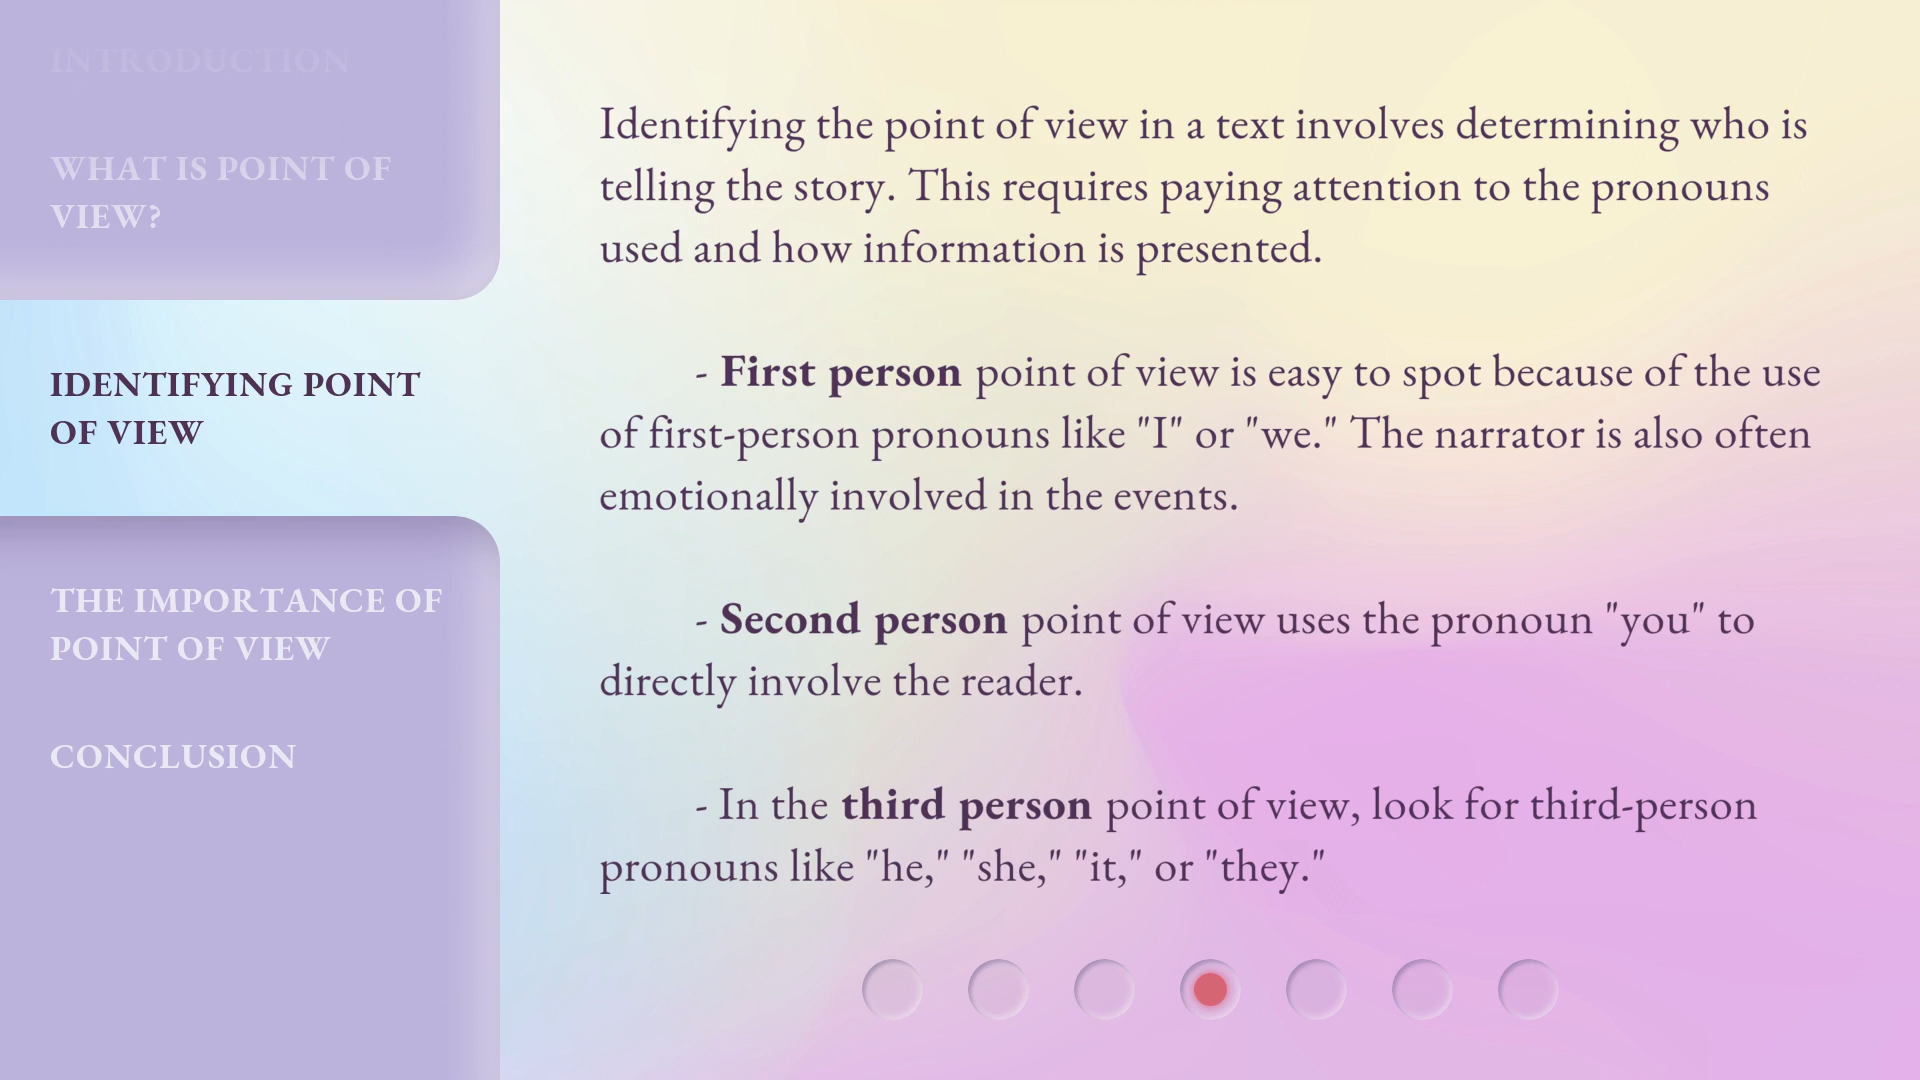 INTRODUCTION
WHAT IS POINT OF
VIEW?
IDENTIFYING POINT
OF VIEW
THE IMPORTANCE OF
POINT OF VIEW
CONCLUSION
Identifying the point of view in a text involves determining who is
telling the story. This requires paying attention to the pronouns
used and how information is presented.
- First person point of view is easy to spot because of the use
of first-person pronouns like "I" or "we." The narrator is also often
emotionally involved in the events.
- Second person point of view uses the pronoun "you" to
directly involve the reader.
- In the third person point of view, look for third-person
pronouns like "he," "she," "it," or "they."